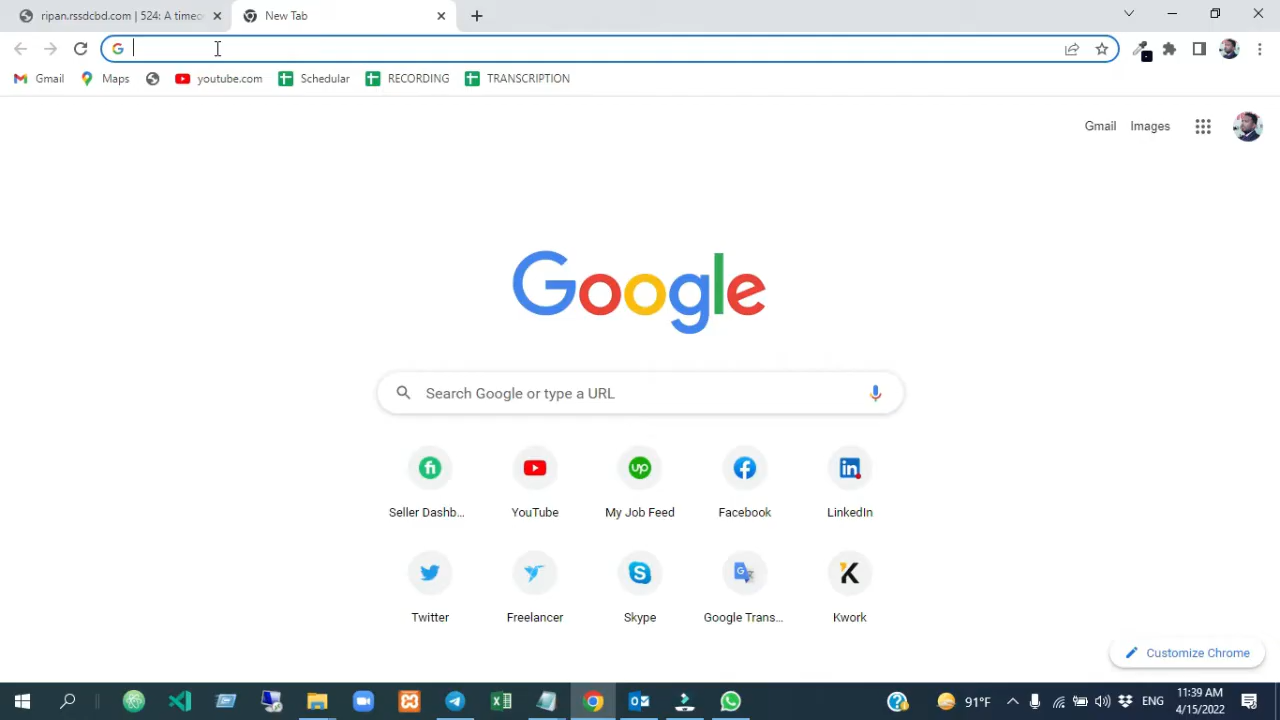 ripan.rssdcbd.com | 524: A timeo
New Tab
Gmail
Maps
youtube.com
Schedular
RECORDING
TRANSCRIPTION
Gmail
Images
Google
Search Google or type a URL
Seller Dashb...
YouTube
My Job Feed
Facebook
LinkedIn
Twitter
Freelancer
Skype
Google Trans...
Kwork
Customize Chrome
91°F
ENG
11:39 AM
4/15/2022